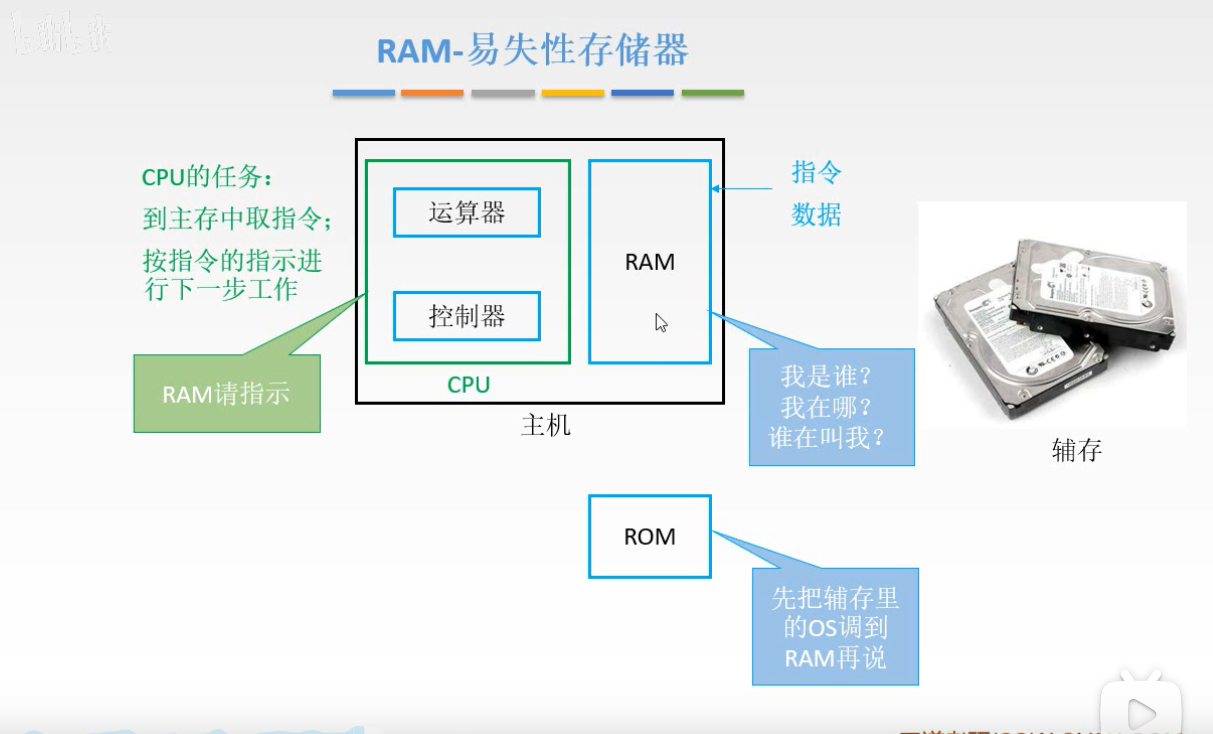 RAM-易失性存储器
CPU的任务：
到主存中取指令；
按指令的指示进
行下一步工作
RAM请指示
运算器
控制器
CPU
RAM
主机
指令
数据
我是谁？
我在哪？
谁在叫我？
辅存
ROM
先把辅存里
的OS调到
RAM再说